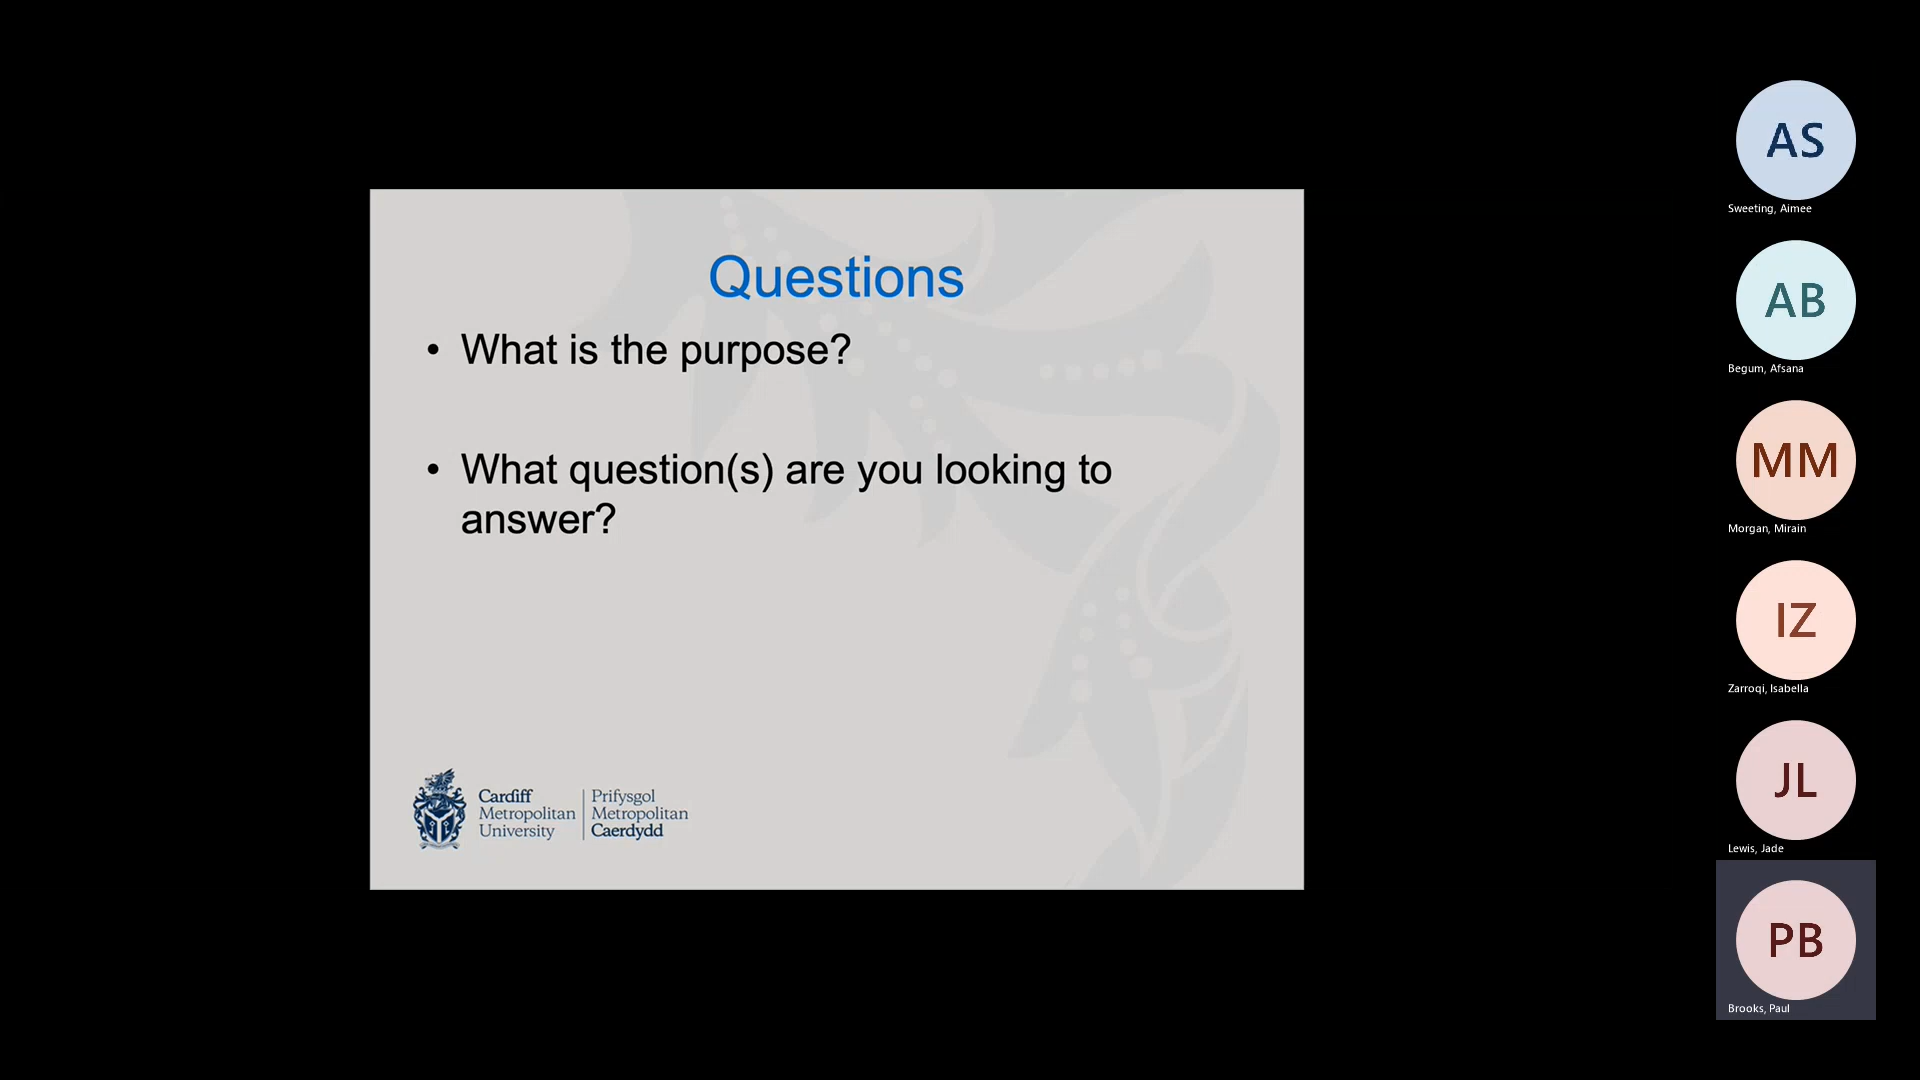 Questions
• What is the purpose?
• What question(s) are you looking to
answer?
Cardiff
Metropolitan
University
Prifysgol
Metropolitan
Caerdydd
AS
Sweeting, Aimee
AB
Begum, Afsana
MM
Morgan, Mirain
IZ
Zarroqi, Isabella
JL
Lewis, Jade
PB
Brooks, Paul